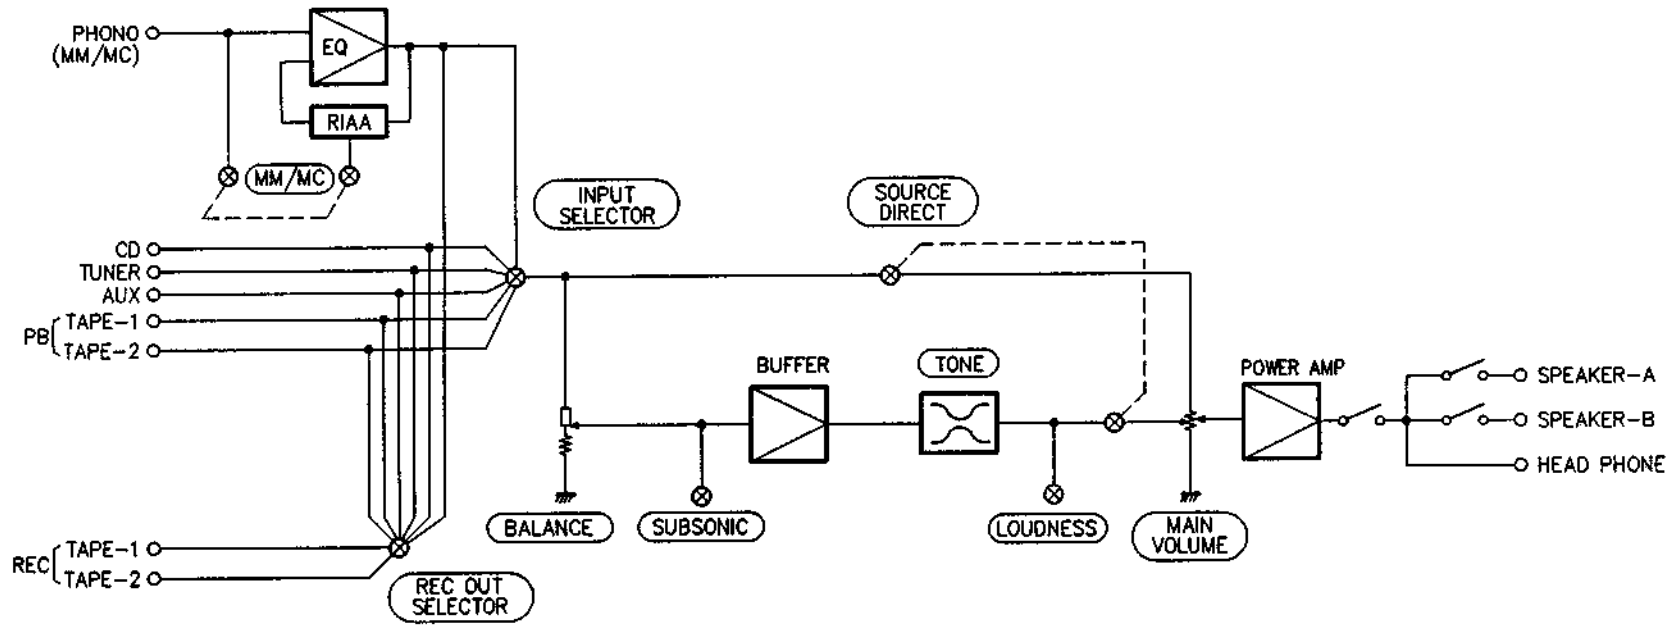 PHONO
(MM/MC)
EQ
RIAA
MM/MC
INPUT
SELECTOR
SOURCE
DIRECT
CD
TUNER
AUX
PB
TAPE-1
TAPE-2
BUFFER
TONE
POWER AMP
SPEAKER-A
SPEAKER-B
HEAD PHONE
BALANCE
SUBSONIC
LOUDNESS
MAIN
VOLUME
REC
TAPE-1
TAPE-2
REC OUT
SELECTOR